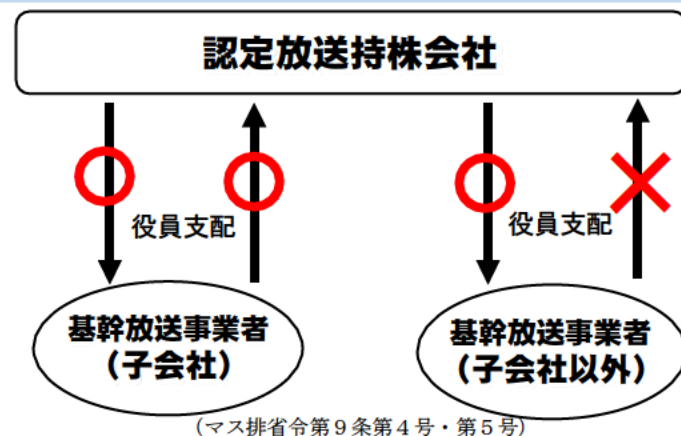 認定放送持株会社
役員支配
役員支配
基幹放送事業者
（子会社）
基幹放送事業者
（子会社以外）
（マス排省令第９条第４号・第５号）